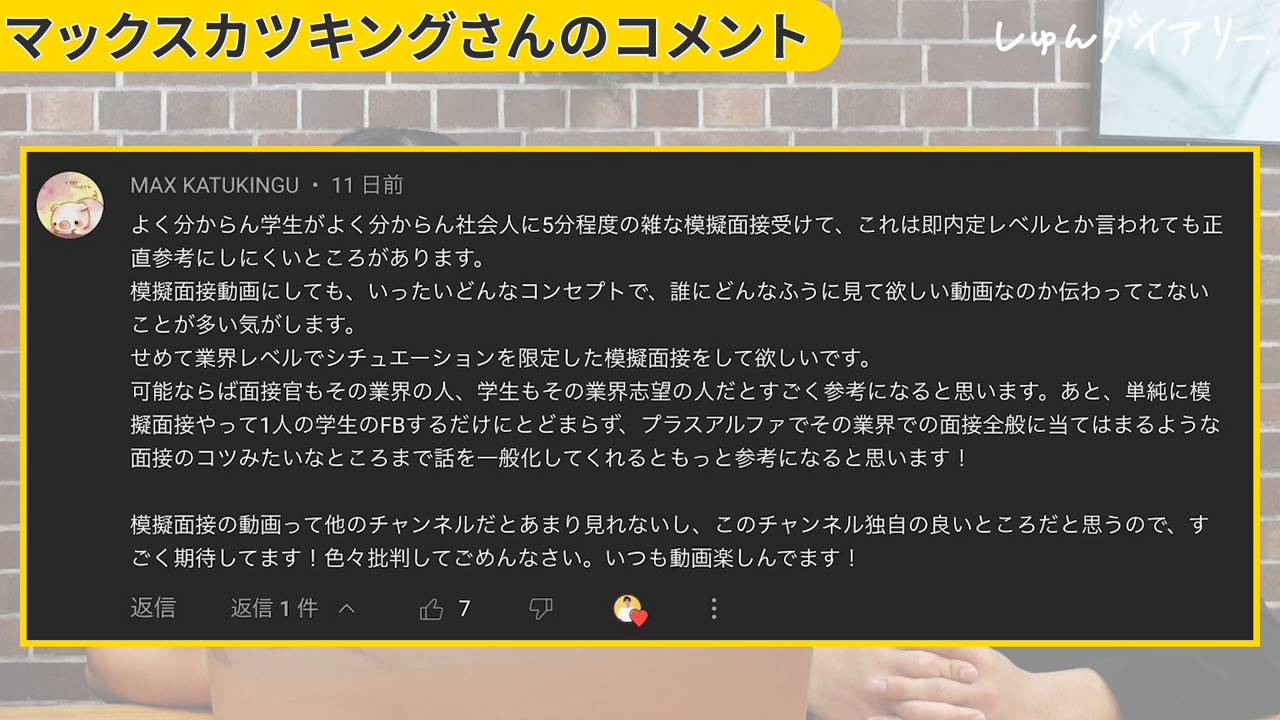 マックスカツキングさんのコメント
しゅんダイアリー
MAX KATUKINGU • 11 日前
よく分からん学生がよく分からん社会人に5分程度の雑な模擬面接受けて、これは即内定レベルとか言われても正
直参考にしにくいところがあります。
模擬面接動画にしても、いったいどんなコンセプトで、誰にどんなふうに見て欲しい動画なのか伝わってこない
ことが多い気がします。
せめて業界レベルでシチュエーションを限定した模擬面接をして欲しいです。
可能ならば面接官もその業界の人、学生もその業界志望の人だとすごく参考になると思います。あと、単純に模
擬面接やって1人の学生のFBするだけにとどまらず、プラスアルファでその業界での面接全般に当てはまるような
面接のコツみたいなところまで話を一般化してくれるともっと参考になると思います！
模擬面接の動画って他のチャンネルだとあまり見れないし、このチャンネル独自の良いところだと思うので、す
ごく期待してます！色々批判してごめんなさい。いつも動画楽しんでます！
返信 返信 1 件 7